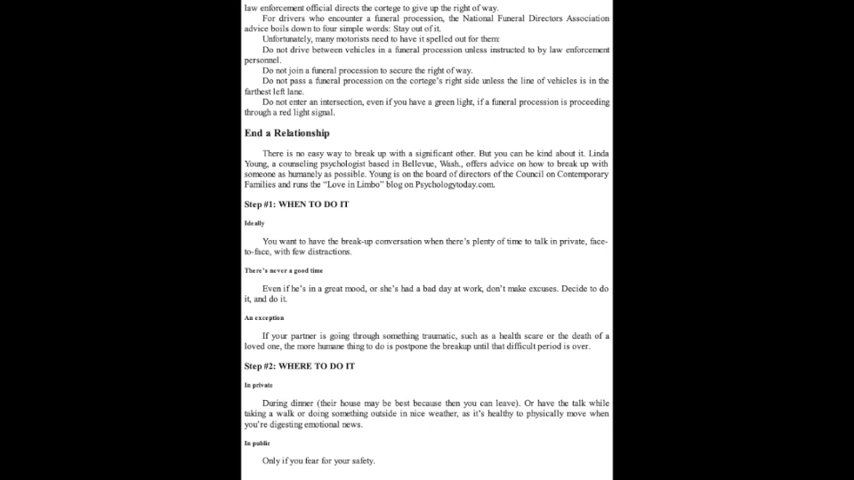 law enforcement official directs the cortege to give up the right of way.
For drivers who encounter a funeral procession, the National Funeral Directors Association
advice boils down to four simple words: Stay out of it.
Unfortunately, many motorists need to have it spelled out for them:
Do not drive between vehicles in a funeral procession unless instructed to by law enforcement
personnel.
Do not join a funeral procession to secure the right of way.
Do not pass a funeral procession on the cortege's right side unless the line of vehicles is in the
farthest left lane.
Do not enter an intersection, even if you have a green light, if a funeral procession is proceeding
through a red light signal.
End a Relationship
There is no easy way to break up with a significant other. But you can be kind about it. Linda
Young, a counseling psychologist based in Bellevue, Wash., offers advice on how to break up with
someone as humanely as possible. Young is on the board of directors of the Council on Contemporary
Families and runs the “Love in Limbo” blog on Psychologytoday.com.
Step #1: WHEN TO DO IT
Ideally
You want to have the break-up conversation when there's plenty of time to talk in private, face-
to-face, with few distractions.
There's never a good time
Even if he's in a great mood, or she's had a bad day at work, don't make excuses. Decide to do
it, and do it.
An exception
If your partner is going through something traumatic, such as a health scare or the death of a
loved one, the more humane thing to do is postpone the breakup until that difficult period is over.
Step #2: WHERE TO DO IT
In private
During dinner (their house may be best because then you can leave). Or have the talk while
taking a walk or doing something outside in nice weather, as it's healthy to physically move when
you're digesting emotional news.
In public
Only if you fear for your safety.